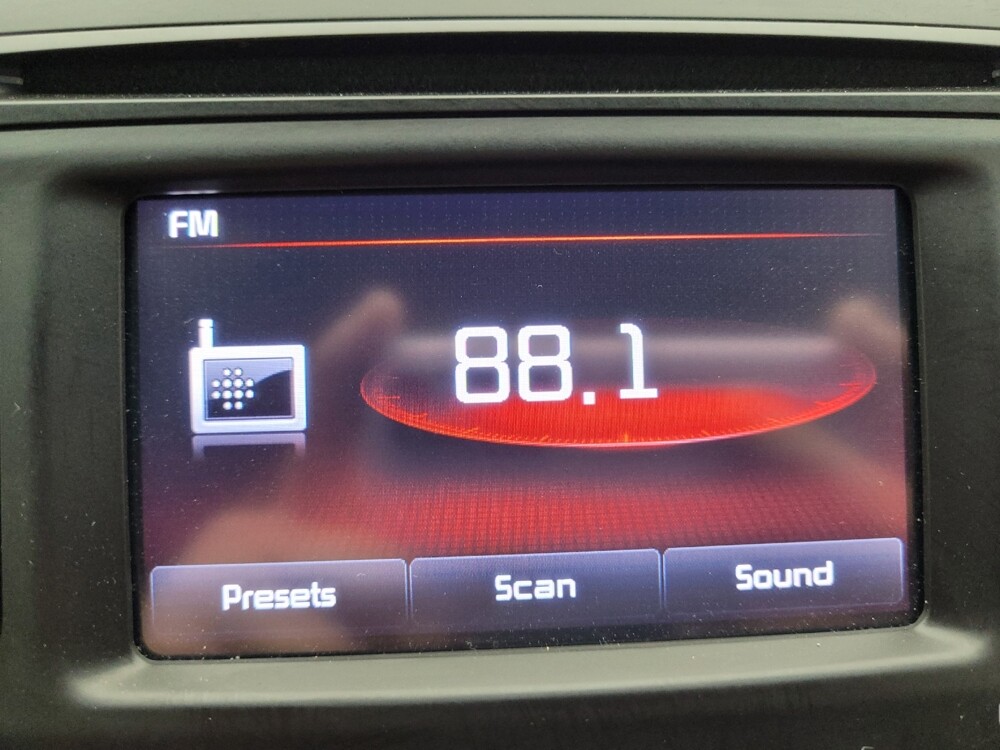 FM
88.1
Presets
Scan
Sound